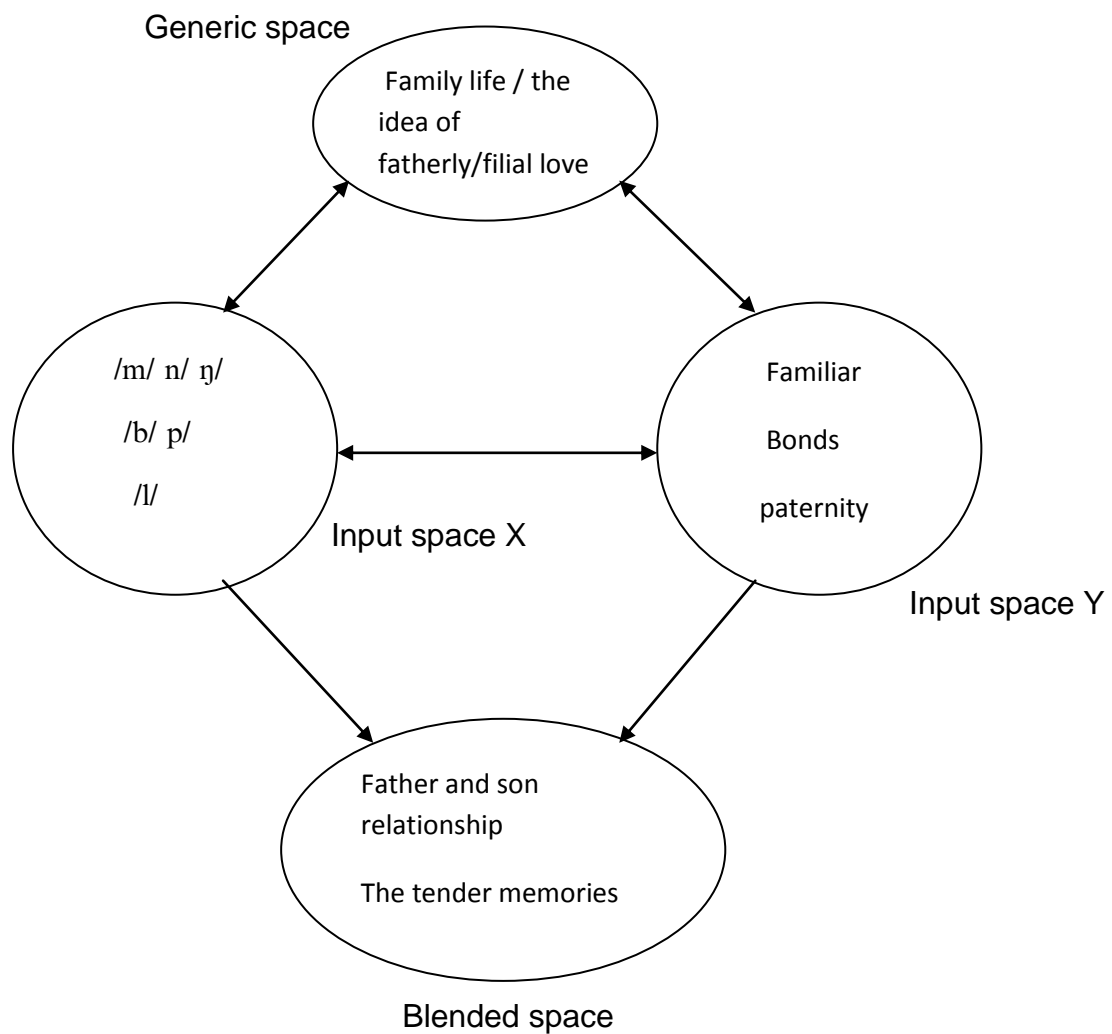 Generic space
Family life / the
idea of
fatherly/filial love
/m/ n/ ŋ/
/b/ p/
/l/
Input space X
Familiar
Bonds
paternity
Input space Y
Father and son
relationship
The tender memories
Blended space